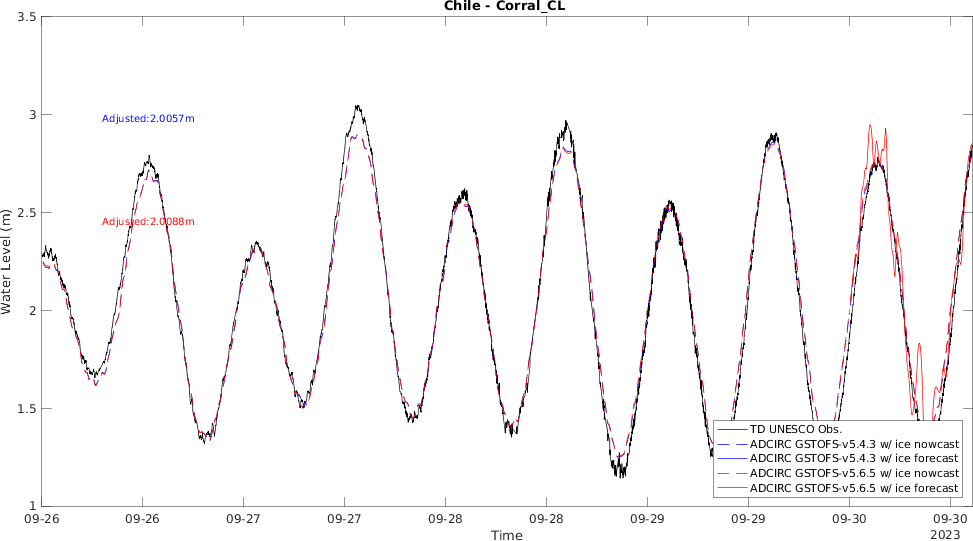 Chile - Corral_CL
3.5
3
2.5
2
1.5
1
Water Level (m)
Adjusted:2.0057m
Adjusted:2.0088m
TD UNESCO Obs.
ADCIRC GSTOFS-v5.4.3 w/ ice nowcast
ADCIRC GSTOFS-v5.4.3 w/ ice forecast
ADCIRC GSTOFS-v5.6.5 w/ ice nowcast
ADCIRC GSTOFS-v5.6.5 w/ ice forecast
09-26 09-26 09-27 09-27 09-28 09-28 09-29 09-29 09-30 09-30
2023
Time